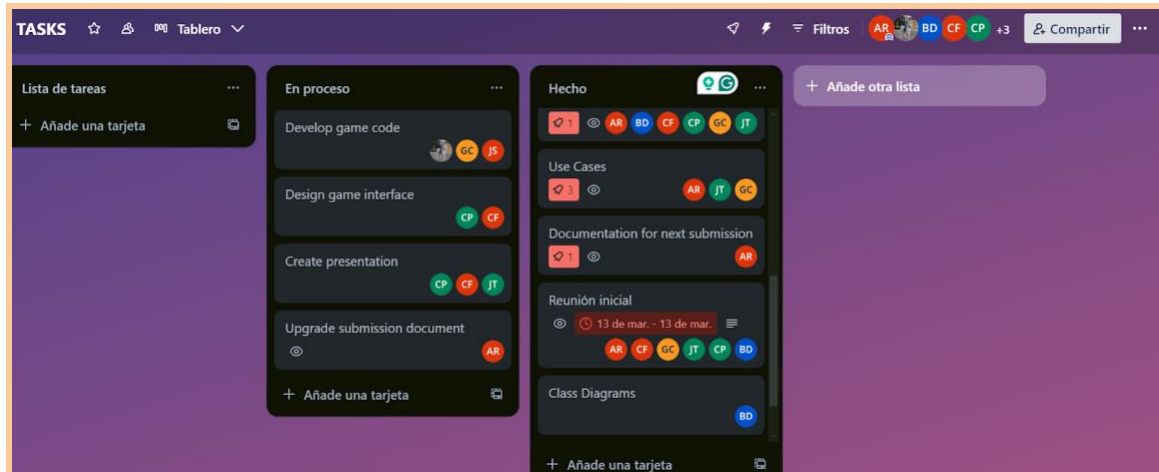 TASKS Tablero Filtros AR BD CF CP +3 Compartir
Lista de tareas
Añade una tarjeta
En proceso
Develop game code
GC JS
Design game interface
CP CF
Create presentation
CP CF JT
Upgrade submission document
AR
Añade una tarjeta
Hecho
1 AR BD CF CP GC JT
Use Cases
3 AR JT GC
Documentation for next submission
1 AR
Reunión inicial
13 de mar. - 13 de mar.
AR CF GC JT CP BD
Class Diagrams
BD
Añade una tarjeta
Añade otra lista